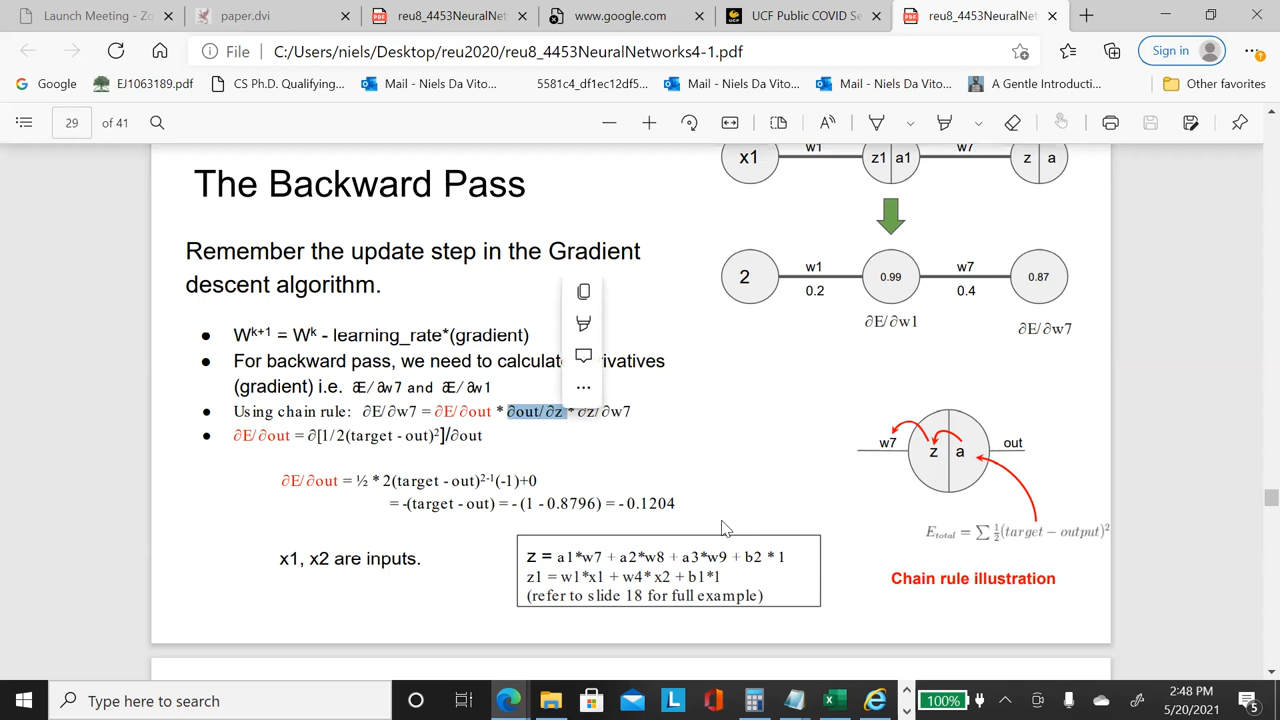 Launch Meeting - Zo
paper.dvi
reu8_4453NeuralNet
www.google.com
UCF Public COVID Se
reu8_4453NeuralNet
File
C:/Users/niels/Desktop/reu2020/reu8_4453NeuralNetworks4-1.pdf
Sign in
Google
EJ1063189.pdf
CS Ph.D. Qualifying...
Mail - Niels Da Vito...
5581c4_df1ec12df5...
Mail - Niels Da Vito...
Mail - Niels Da Vito...
A Gentle Introducti...
Other favorites
29 of 41
w1 w7
x1 z1 a1 z a
The Backward Pass
Remember the update step in the Gradient
descent algorithm.
w1 w7
2 0.99 0.87
0.2 0.4
∂E/∂w1 ∂E/∂w7
● Wᵏ⁺¹ = Wᵏ - learning_rate*(gradient)
● For backward pass, we need to calculate
(gradient) i.e. ∂E/∂w7 and ∂E/∂w1
● Using chain rule: ∂E/∂w7 = ∂E/∂out * ∂out/∂z * ∂z/∂w7
● ∂E/∂out = ∂[1/2(target - out)²]/∂out
w7 z a out
∂E/∂out = ½ * 2(target - out)²⁻¹(-1)+0
= -(target - out) = - (1 - 0.8796) = - 0.1204
E_total = ∑ ½(target − output)²
x1, x2 are inputs.
z = a1*w7 + a2*w8 + a3*w9 + b2 * 1
z1 = w1*x1 + w4* x2 + b1*1
(refer to slide 18 for full example)
Chain rule illustration
Type here to search
100%
2:48 PM
5/20/2021
5